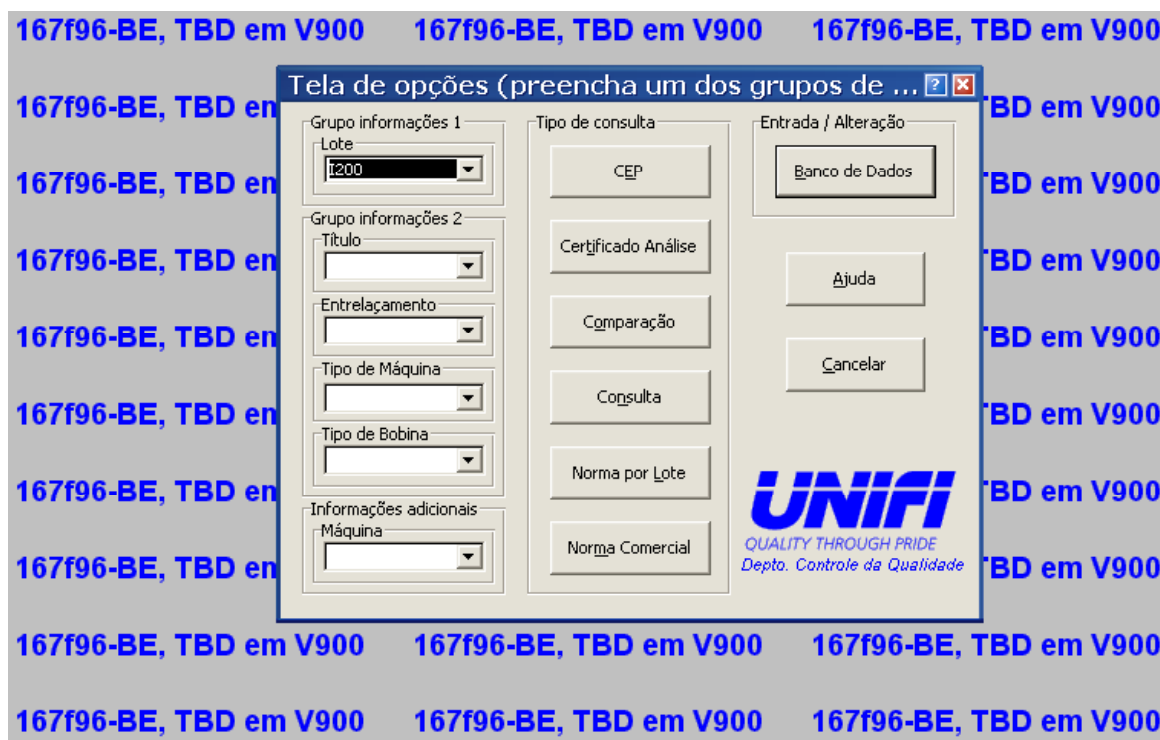 167f96-BE, TBD em V900 167f96-BE, TBD em V900 167f96-BE, TBD em V900
Tela de opções (preencha um dos grupos de ...
167f96-BE, TBD em BD em V900
Grupo informações 1
Lote
I200
Tipo de consulta
CEP
Entrada / Alteração
Banco de Dados
167f96-BE, TBD em BD em V900
Grupo informações 2
Título
Certificado Análise
167f96-BE, TBD em BD em V900
Ajuda
Entrelaçamento
Comparação
167f96-BE, TBD em BD em V900
Tipo de Máquina
Consulta
Cancelar
167f96-BE, TBD em BD em V900
Tipo de Bobina
Norma por Lote
167f96-BE, TBD em BD em V900
Informações adicionais
Máquina
Norma Comercial
UNIFI
QUALITY THROUGH PRIDE
Depto. Controle da Qualidade
167f96-BE, TBD em BD em V900
167f96-BE, TBD em V900 167f96-BE, TBD em V900 167f96-BE, TBD em V900
167f96-BE, TBD em V900 167f96-BE, TBD em V900 167f96-BE, TBD em V900